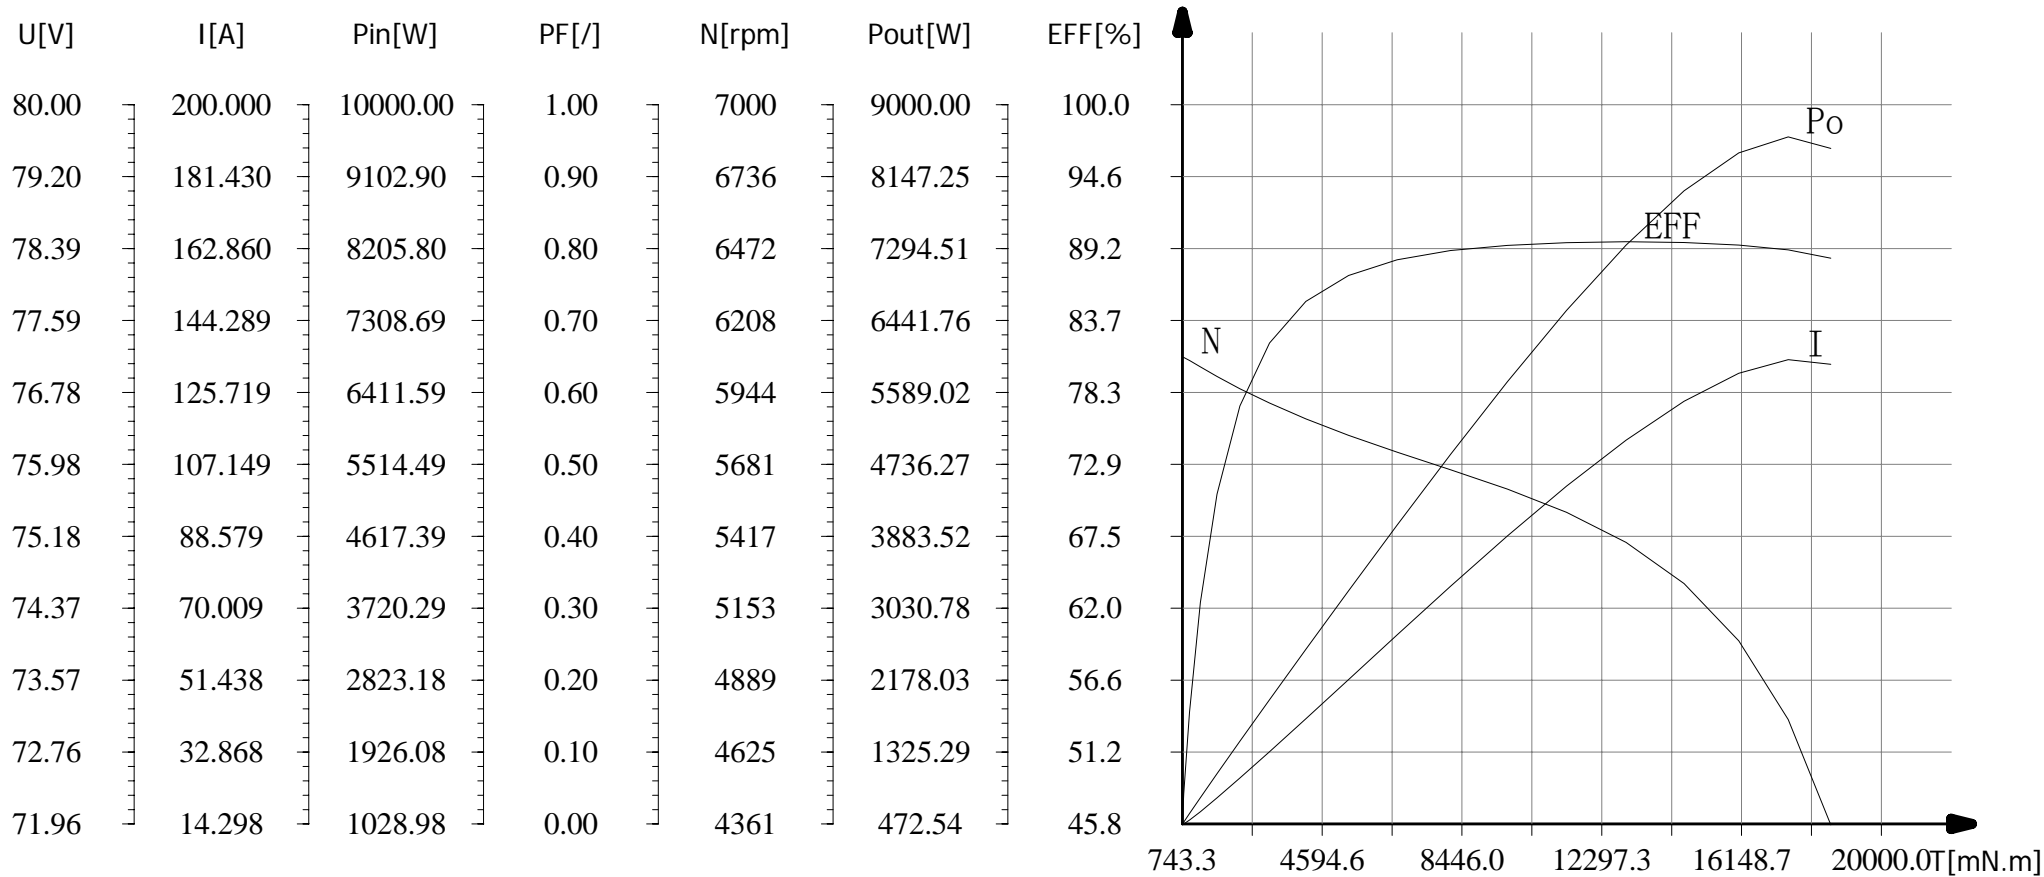 U[V] I[A] Pin[W] PF[/] N[rpm] Pout[W] EFF[%]
80.00 200.000 10000.00 1.00 7000 9000.00 100.0
Po
79.20 181.430 9102.90 0.90 6736 8147.25 94.6
EFF
78.39 162.860 8205.80 0.80 6472 7294.51 89.2
77.59 144.289 7308.69 0.70 6208 6441.76 83.7
N I
76.78 125.719 6411.59 0.60 5944 5589.02 78.3
75.98 107.149 5514.49 0.50 5681 4736.27 72.9
75.18 88.579 4617.39 0.40 5417 3883.52 67.5
74.37 70.009 3720.29 0.30 5153 3030.78 62.0
73.57 51.438 2823.18 0.20 4889 2178.03 56.6
72.76 32.868 1926.08 0.10 4625 1325.29 51.2
71.96 14.298 1028.98 0.00 4361 472.54 45.8
743.3 4594.6 8446.0 12297.3 16148.7 20000.0 T[mN.m]